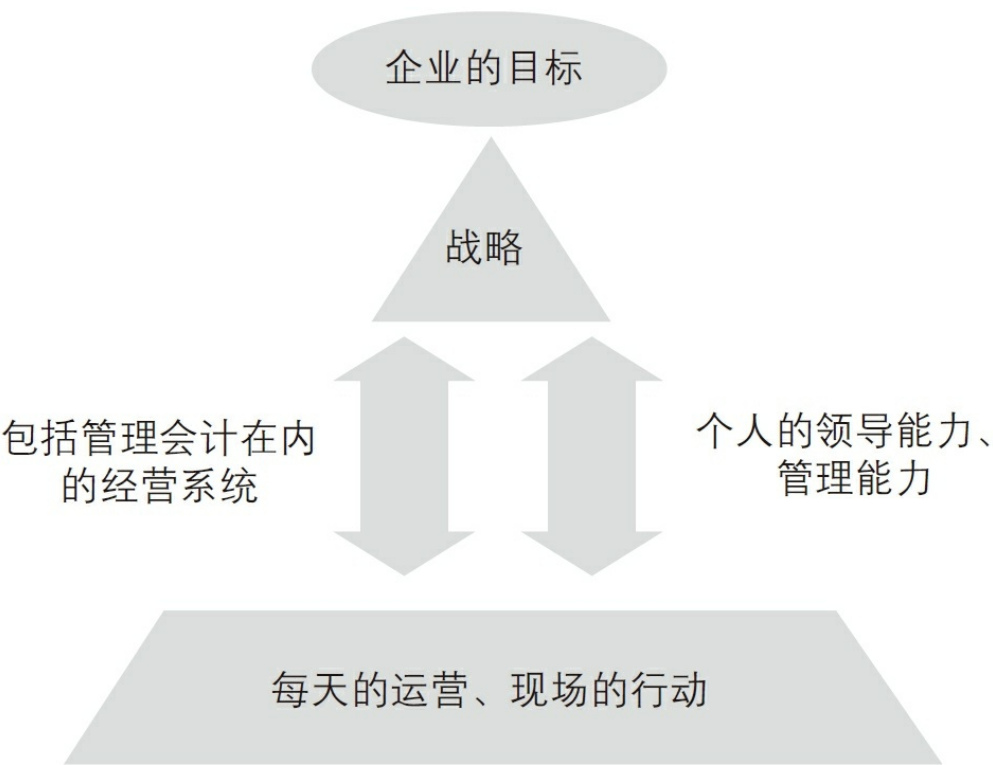 企业的目标
战略
包括管理会计在内
的经营系统
个人的领导能力、
管理能力
每天的运营、现场的行动